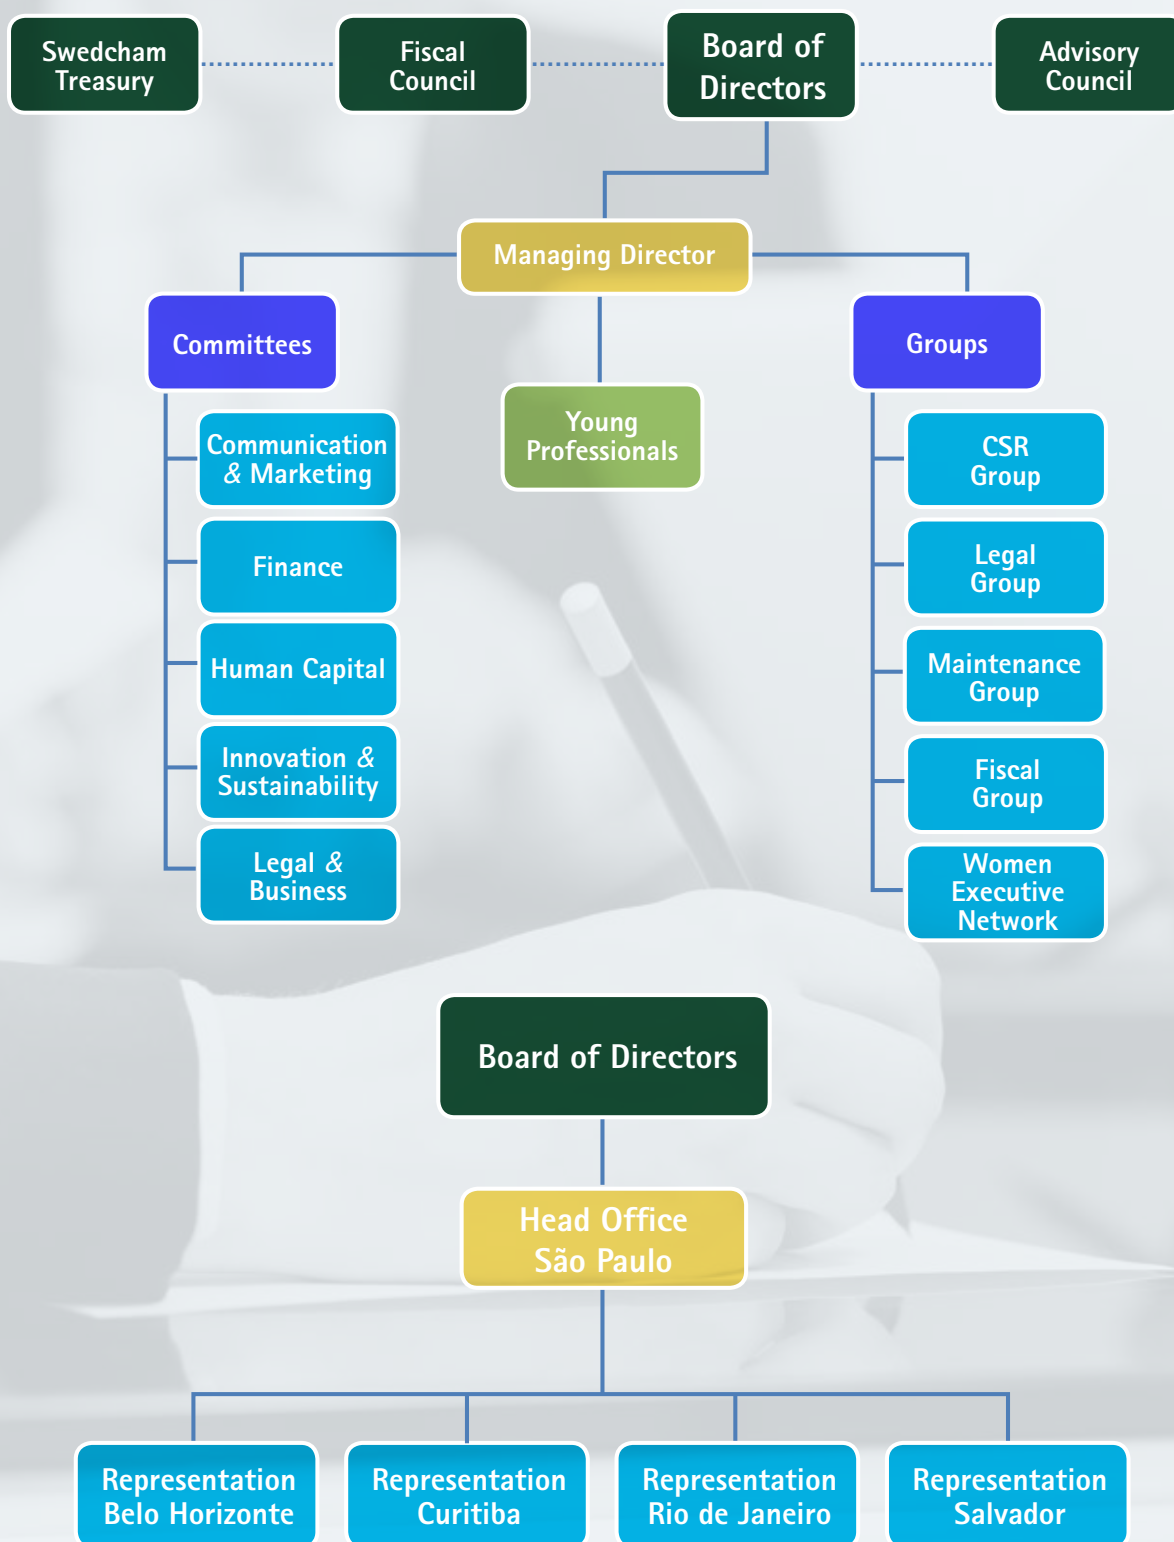 Swedcham
Treasury
Fiscal
Council
Board of
Directors
Advisory
Council
Managing Director
Committees
Groups
Young
Professionals
Communication
& Marketing
Finance
Human Capital
Innovation &
Sustainability
Legal &
Business
CSR
Group
Legal
Group
Maintenance
Group
Fiscal
Group
Women
Executive
Network
Board of Directors
Head Office
São Paulo
Representation
Belo Horizonte
Representation
Curitiba
Representation
Rio de Janeiro
Representation
Salvador